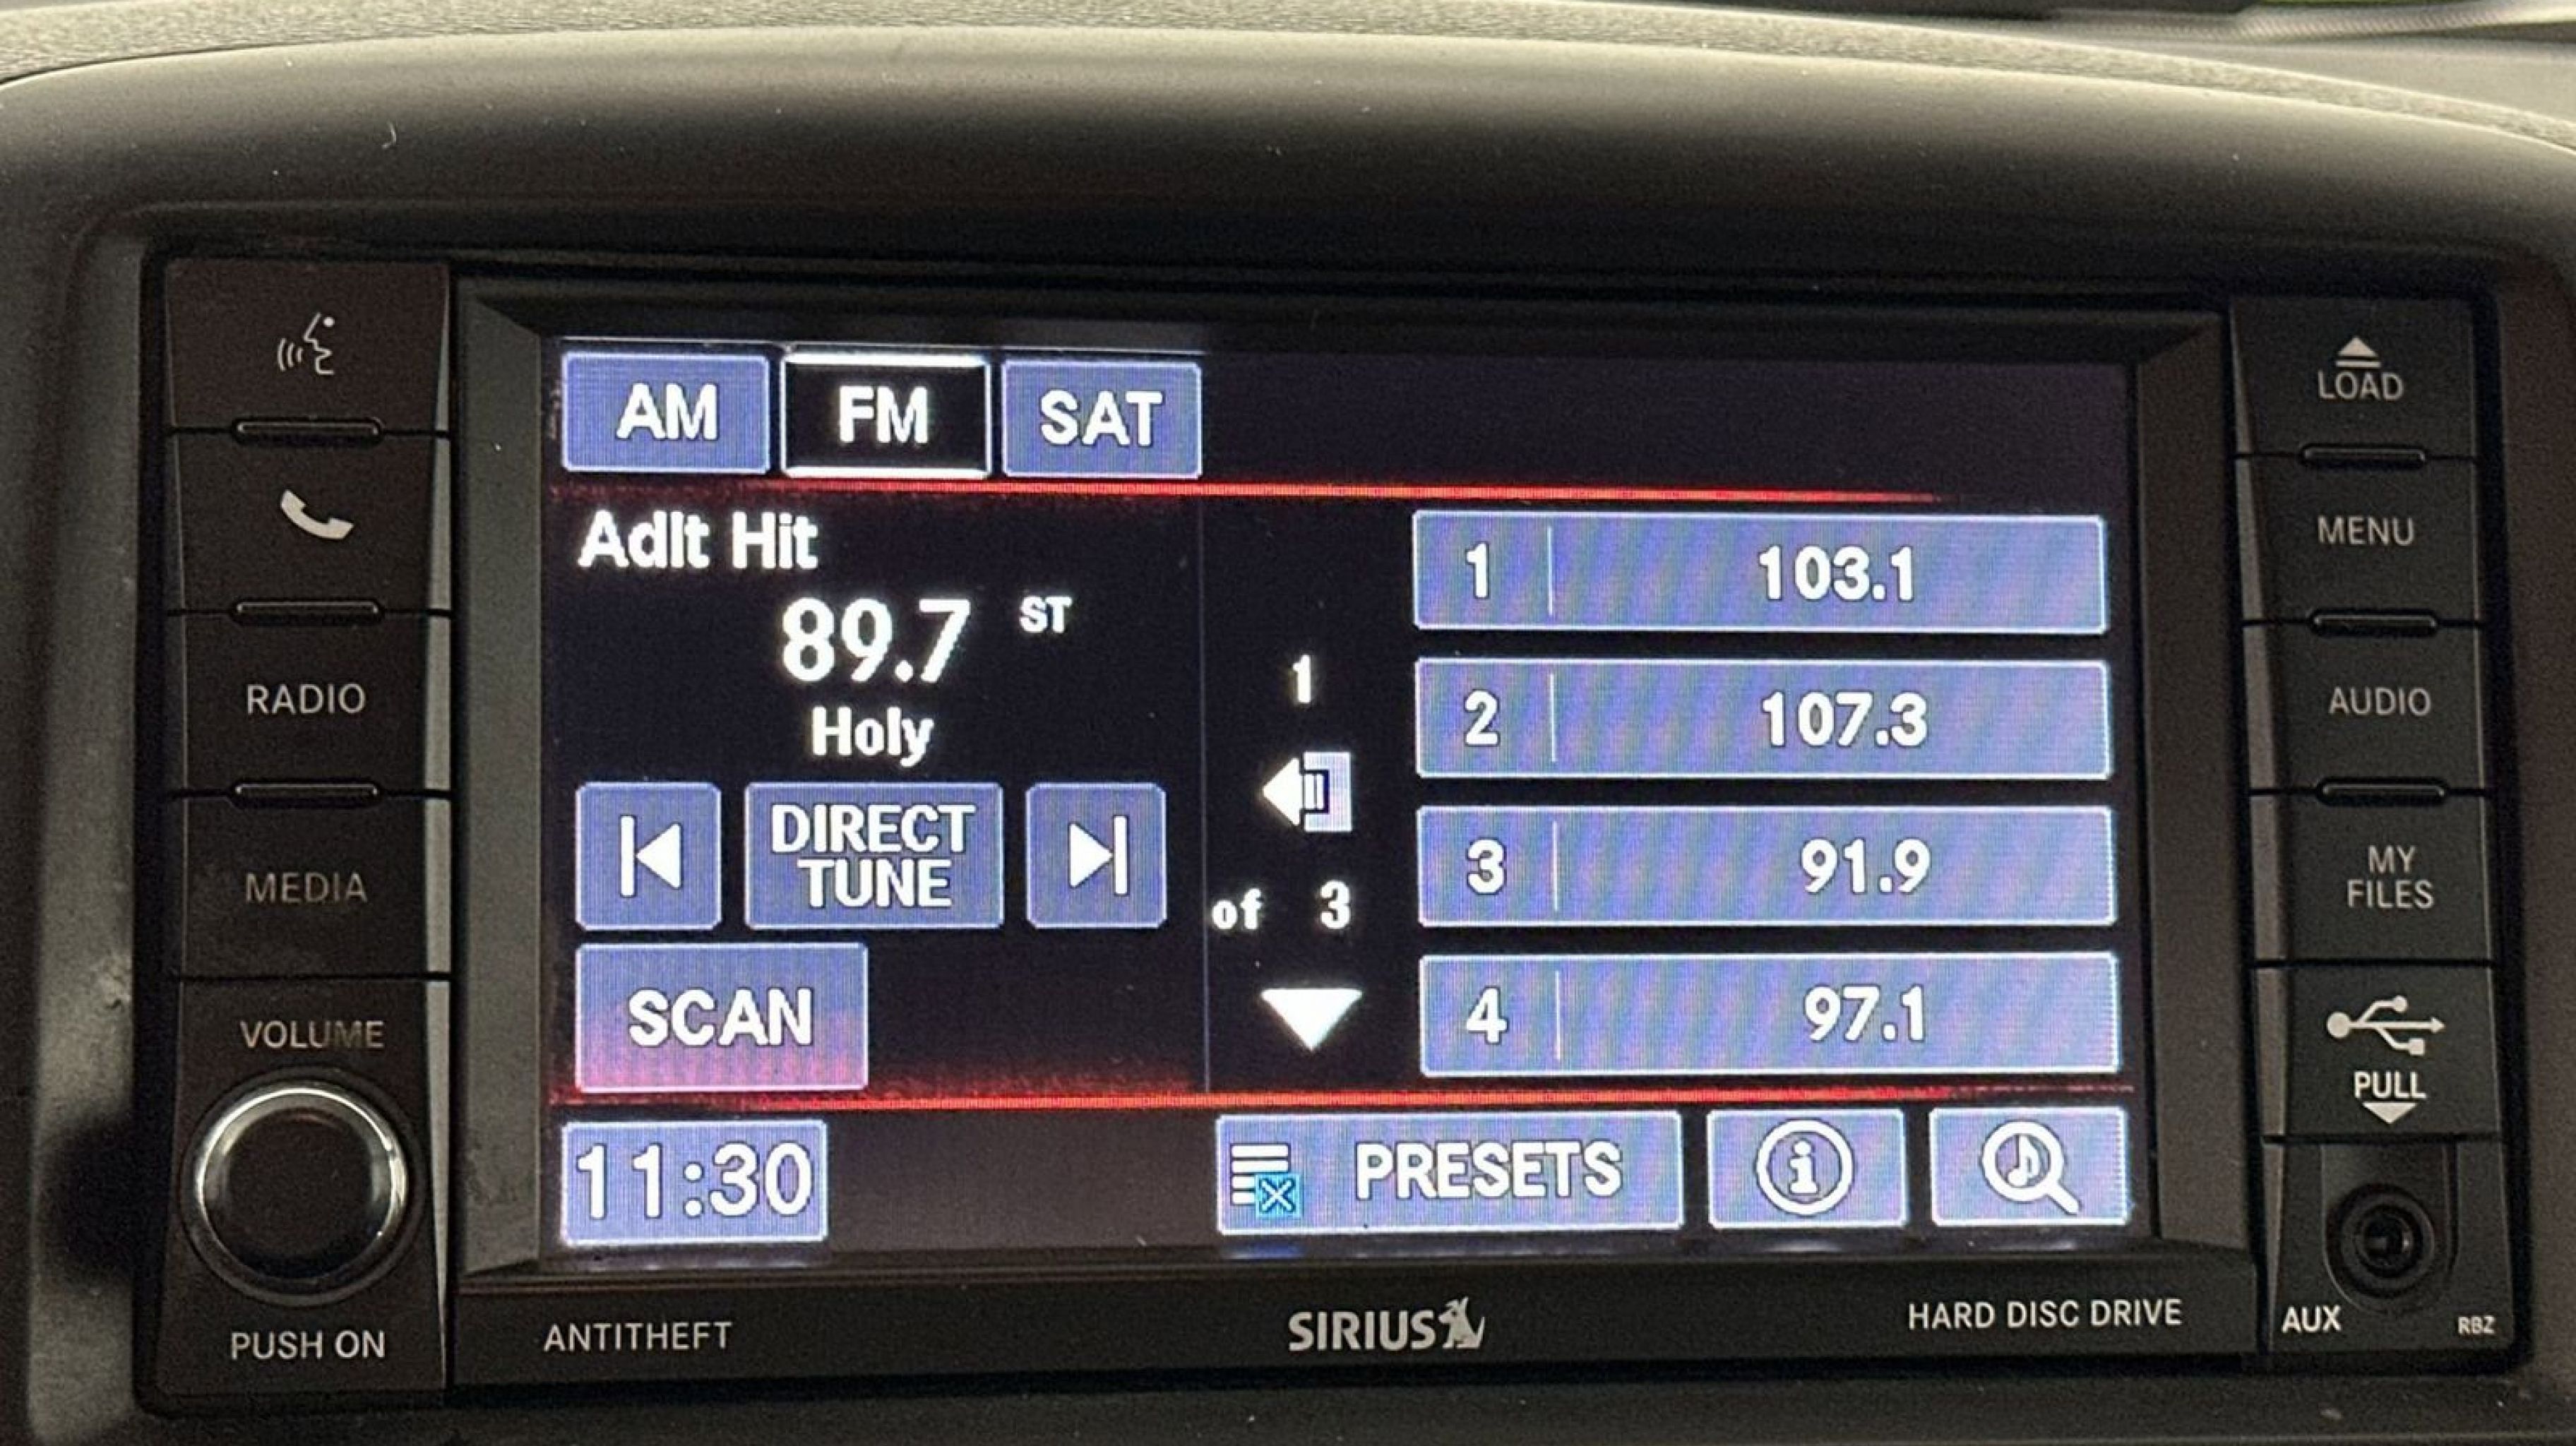 AM FM SAT
Adlt Hit
89.7 ST
Holy
DIRECT
TUNE
SCAN
11:30
1
of 3
1 103.1
2 107.3
3 91.9
4 97.1
PRESETS
RADIO
MEDIA
VOLUME
PUSH ON
ANTITHEFT
SIRIUS
HARD DISC DRIVE
LOAD
MENU
AUDIO
MY
FILES
PULL
AUX
RBZ